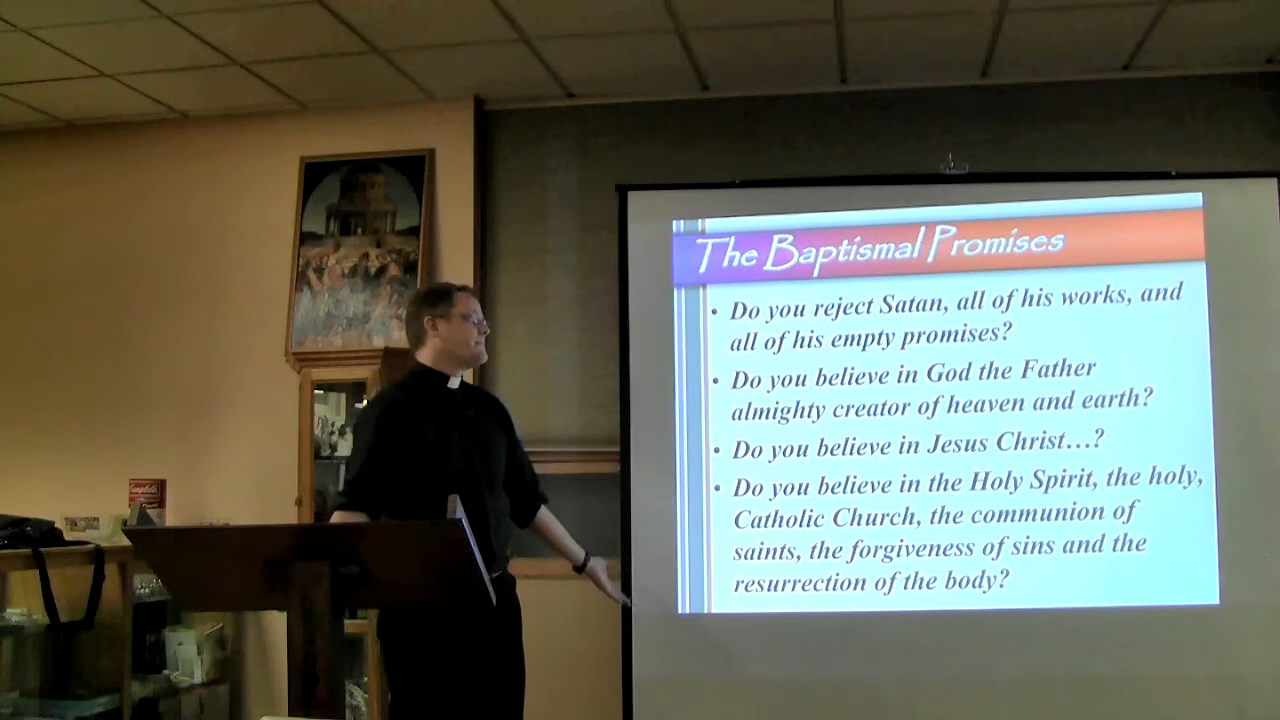 The Baptismal Promises
• Do you reject Satan, all of his works, and
all of his empty promises?
• Do you believe in God the Father
almighty creator of heaven and earth?
• Do you believe in Jesus Christ…?
• Do you believe in the Holy Spirit, the holy,
Catholic Church, the communion of
saints, the forgiveness of sins and the
resurrection of the body?
Campbell's